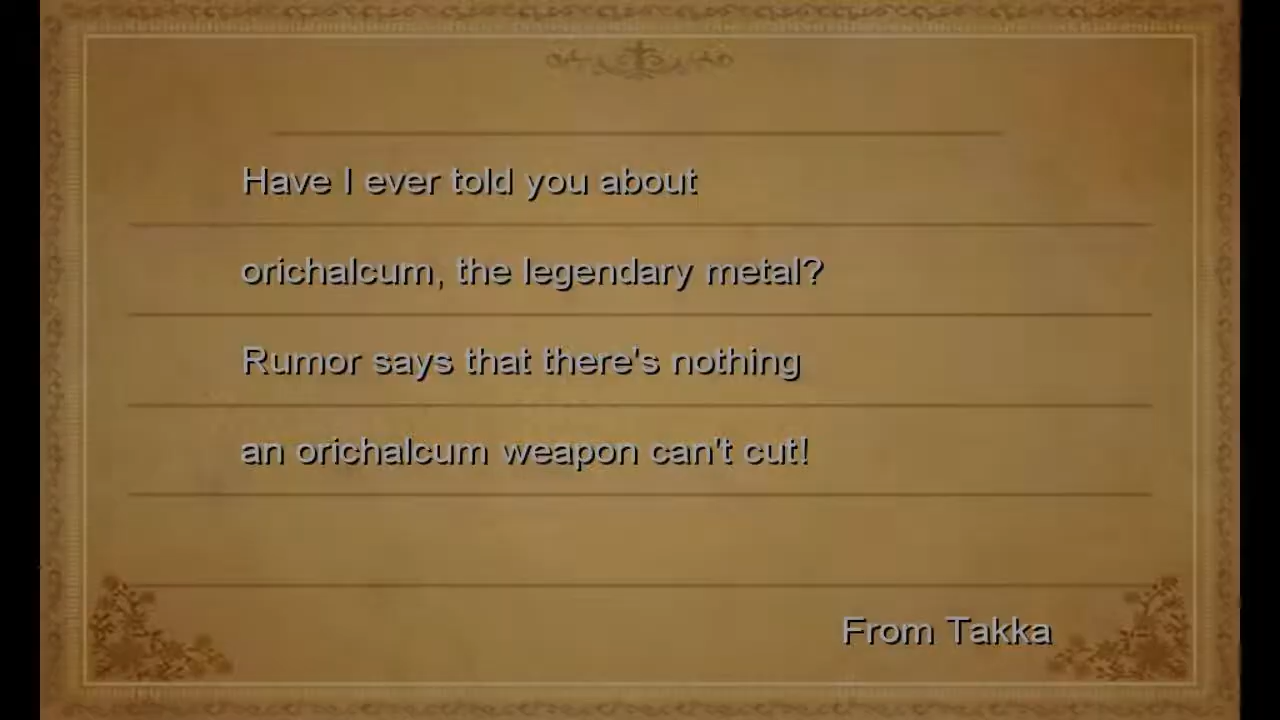 Have I ever told you about
orichalcum, the legendary metal?
Rumor says that there's nothing
an orichalcum weapon can't cut!
From Takka